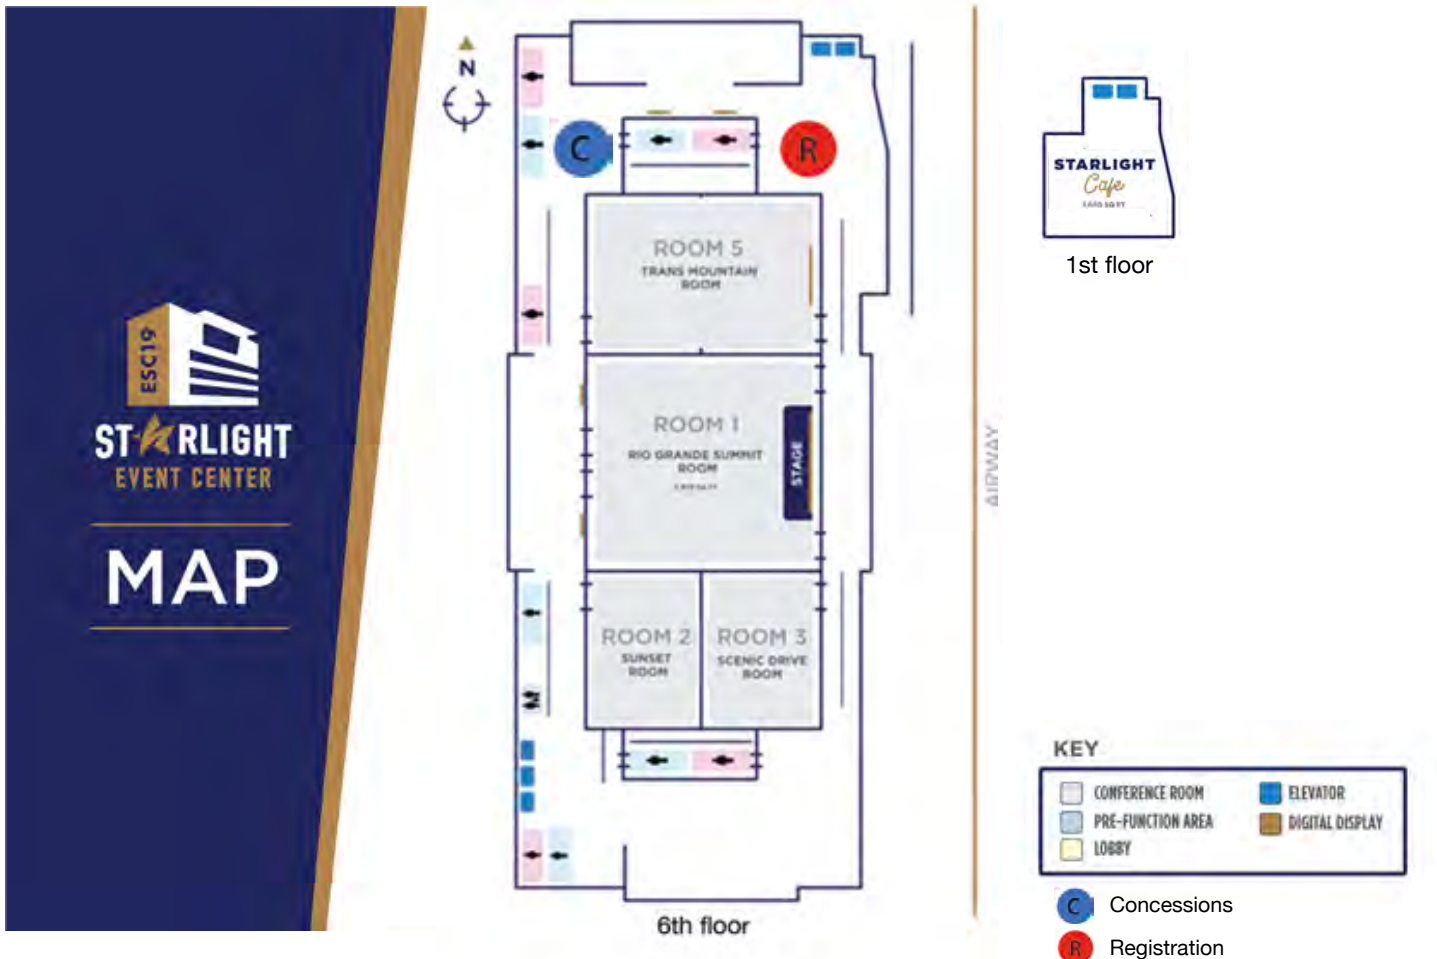 N
C
R
ROOM 5
TRANS MOUNTAIN
ROOM
ROOM 1
RIO GRANDE SUMMIT
ROOM
STAGE
ROOM 2
SUNSET
ROOM
ROOM 3
SCENIC DRIVE
ROOM
6th floor
AIRWAY
STARLIGHT
Cafe
SQ FT
1st floor
ESC19
STARLIGHT
EVENT CENTER
MAP
KEY
CONFERENCE ROOM
PRE-FUNCTION AREA
LOBBY
ELEVATOR
DIGITAL DISPLAY
C Concessions
R Registration